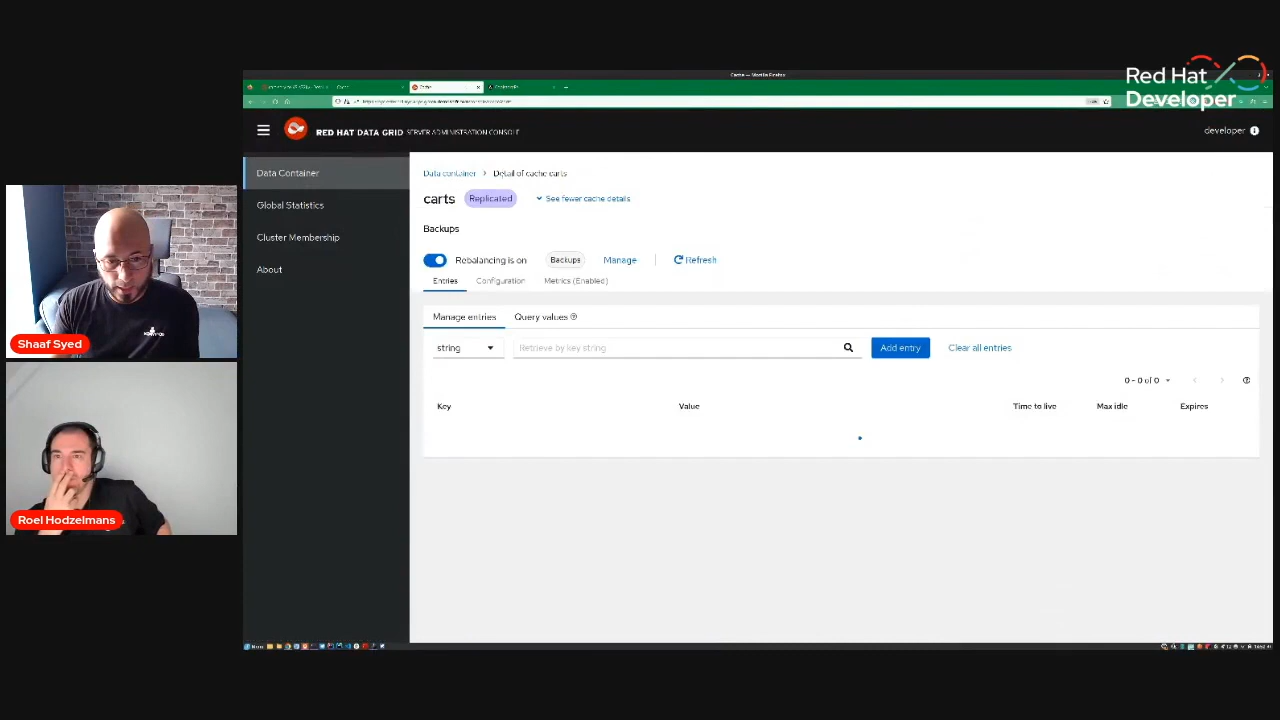 Red Hat
Developer
Cache — Mozilla Firefox
RED HAT DATA GRID SERVER ADMINISTRATION CONSOLE
developer
Data Container
Global Statistics
Cluster Membership
About
Data container > Detail of cache carts
carts Replicated See fewer cache details
Backups
Rebalancing is on Backups Manage Refresh
Entries Configuration Metrics (Enabled)
Manage entries Query values
string Retrieve by key string Add entry Clear all entries
0 - 0 of 0
Key Value Time to live Max idle Expires
Shaaf Syed
Roel Hodzelmans